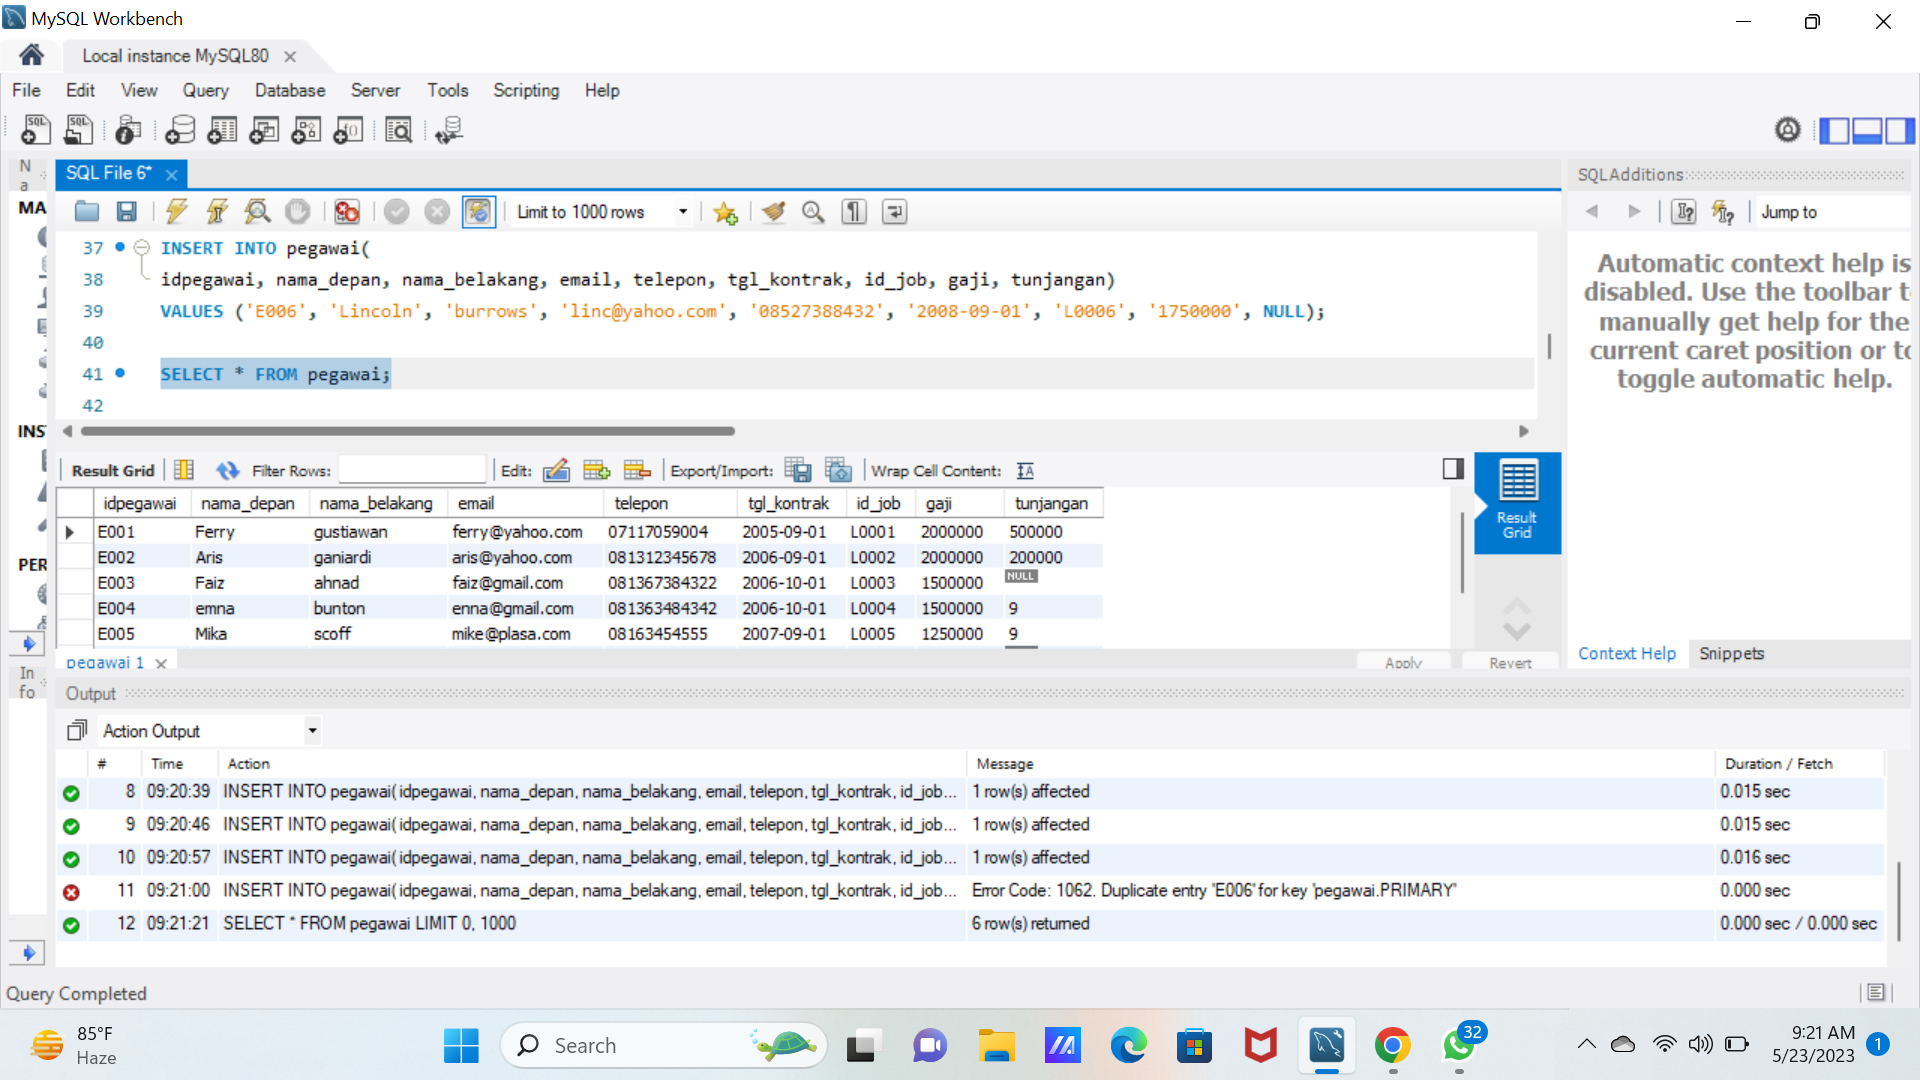 MySQL Workbench
Local instance MySQL80
File Edit View Query Database Server Tools Scripting Help
N
a
SQL File 6*
SQLAdditions
MA
Limit to 1000 rows
Jump to
37 INSERT INTO pegawai(
38 idpegawai, nama_depan, nama_belakang, email, telepon, tgl_kontrak, id_job, gaji, tunjangan)
39 VALUES ('E006', 'Lincoln', 'burrows', 'linc@yahoo.com', '08527388432', '2008-09-01', 'L0006', '1750000', NULL);
40
41 SELECT * FROM pegawai;
42
Automatic context help is
disabled. Use the toolbar t
manually get help for the
current caret position or to
toggle automatic help.
INS
Result Grid Filter Rows: Edit: Export/Import: Wrap Cell Content:
Result
Grid
idpegawai nama_depan nama_belakang email telepon tgl_kontrak id_job gaji tunjangan
E001 Ferry gustiawan ferry@yahoo.com 07117059004 2005-09-01 L0001 2000000 500000
E002 Aris ganiardi aris@yahoo.com 081312345678 2006-09-01 L0002 2000000 200000
E003 Faiz ahnad faiz@gmail.com 081367384322 2006-10-01 L0003 1500000 NULL
E004 emna bunton enna@gmail.com 081363484342 2006-10-01 L0004 1500000 9
E005 Mika scoff mike@plasa.com 08163454555 2007-09-01 L0005 1250000 9
PER
pegawai 1
Apply Revert
Context Help Snippets
In
fo
Output
Action Output
# Time Action Message Duration / Fetch
8 09:20:39 INSERT INTO pegawai( idpegawai, nama_depan, nama_belakang, email, telepon, tgl_kontrak, id_job... 1 row(s) affected 0.015 sec
9 09:20:46 INSERT INTO pegawai( idpegawai, nama_depan, nama_belakang, email, telepon, tgl_kontrak, id_job... 1 row(s) affected 0.015 sec
10 09:20:57 INSERT INTO pegawai( idpegawai, nama_depan, nama_belakang, email, telepon, tgl_kontrak, id_job... 1 row(s) affected 0.016 sec
11 09:21:00 INSERT INTO pegawai( idpegawai, nama_depan, nama_belakang, email, telepon, tgl_kontrak, id_job... Error Code: 1062. Duplicate entry 'E006' for key 'pegawai.PRIMARY' 0.000 sec
12 09:21:21 SELECT * FROM pegawai LIMIT 0, 1000 6 row(s) returned 0.000 sec / 0.000 sec
Query Completed
85°F
Haze
Search
32
9:21 AM
5/23/2023
1